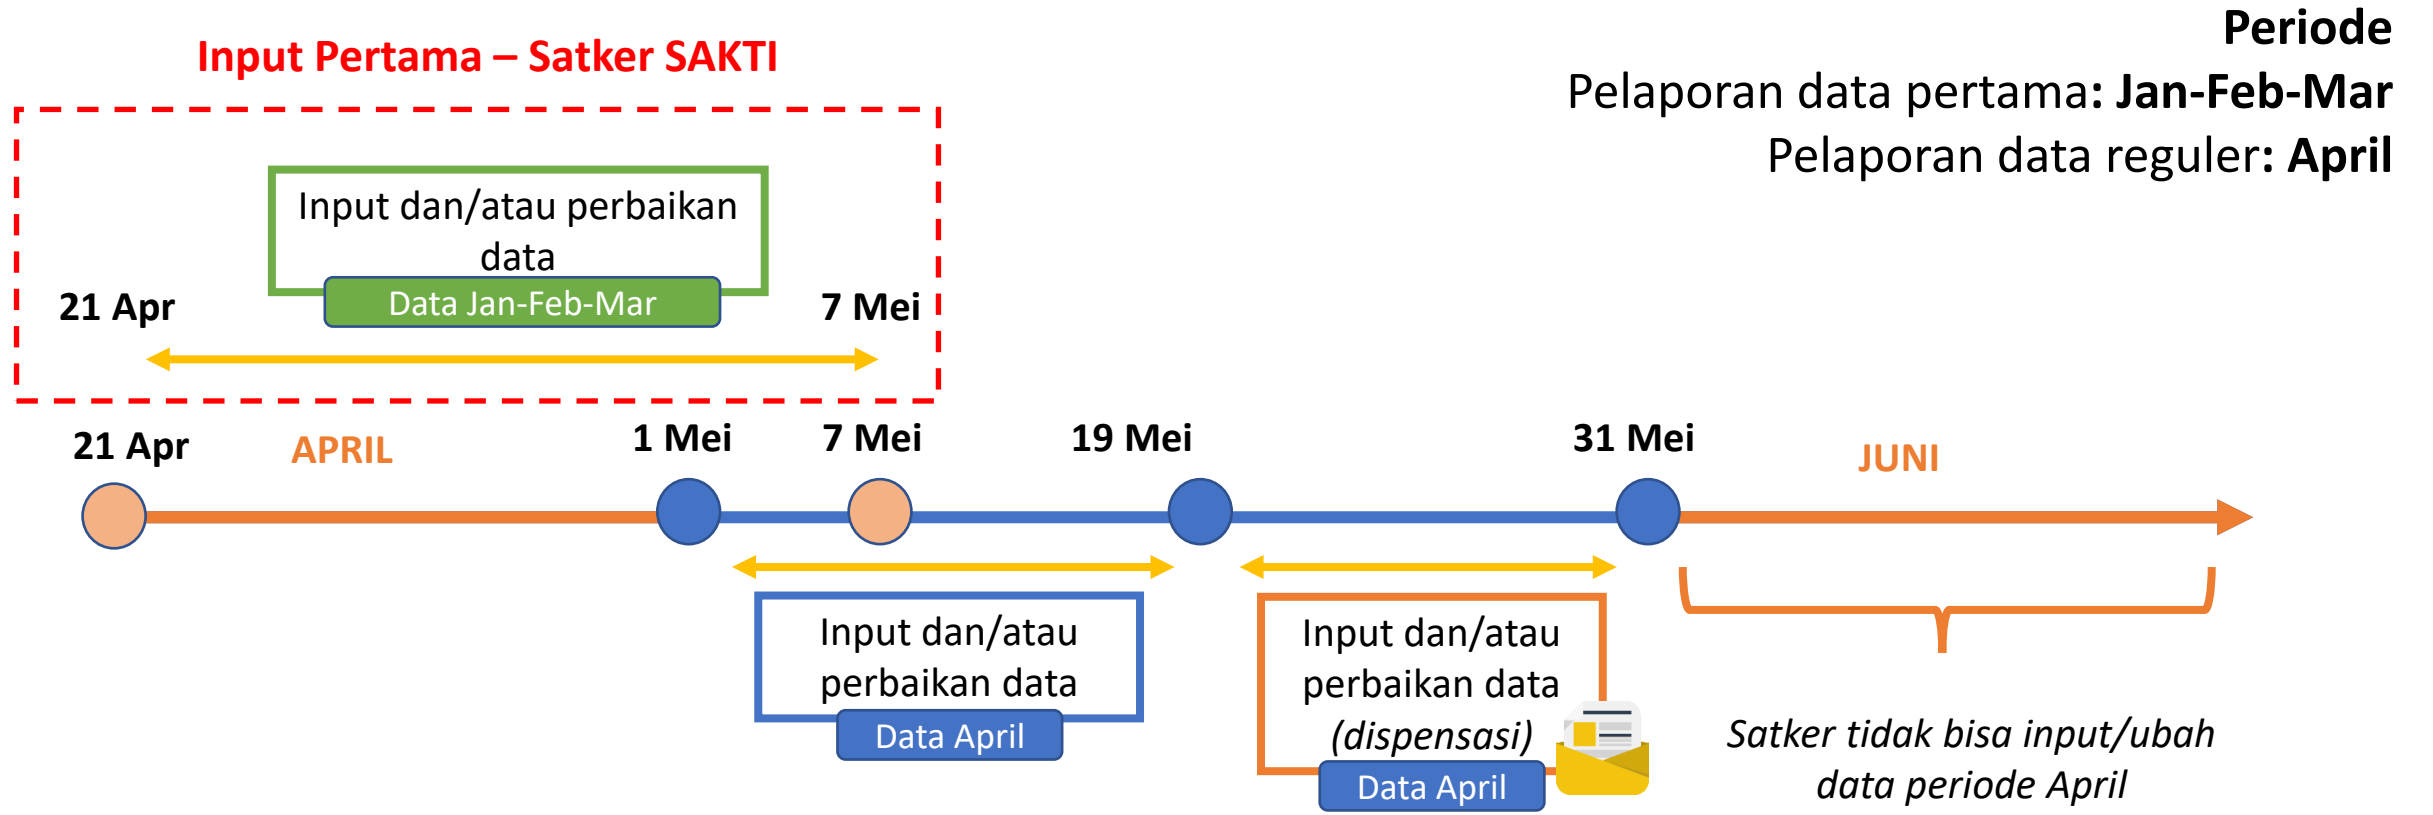 Periode
Pelaporan data pertama: Jan-Feb-Mar
Pelaporan data reguler: April
Input Pertama – Satker SAKTI
Input dan/atau perbaikan
data
Data Jan-Feb-Mar
21 Apr
7 Mei
21 Apr
APRIL
1 Mei
7 Mei
19 Mei
31 Mei
JUNI
Input dan/atau
perbaikan data
Data April
Input dan/atau
perbaikan data
(dispensasi)
Data April
Satker tidak bisa input/ubah
data periode April